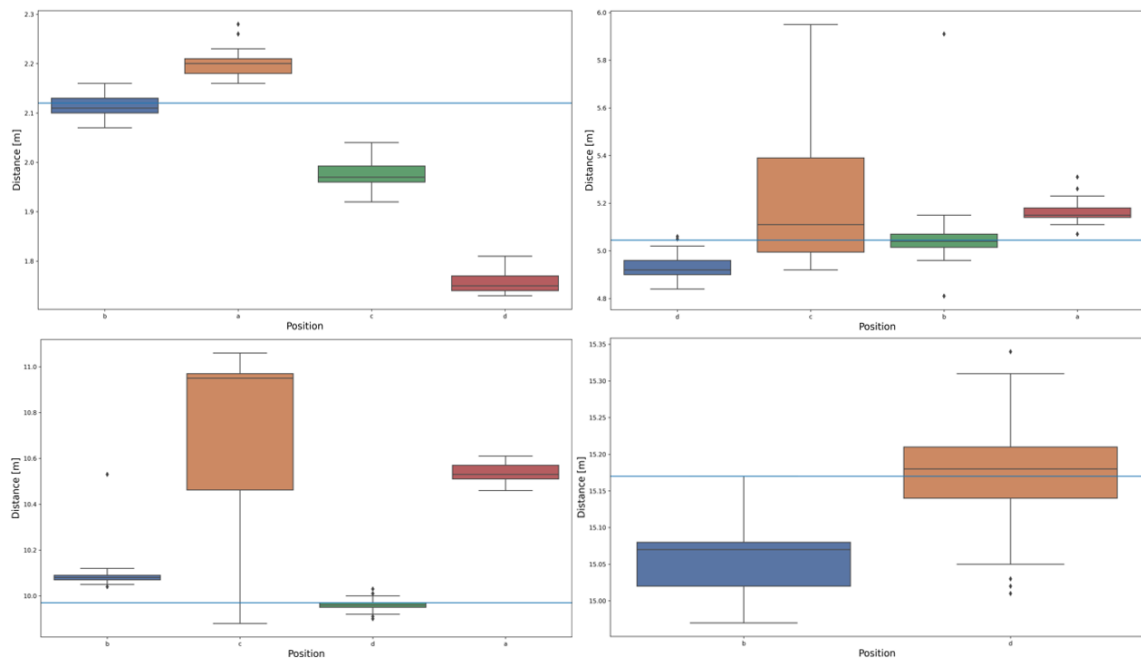 2.3
2.2
2.1
2.0
1.9
1.8
Distance [m]
b a c d
Position
6.0
5.8
5.6
5.4
5.2
5.0
4.8
Distance [m]
d c b a
Position
11.0
10.8
10.6
10.4
10.2
10.0
Distance [m]
b c d a
Position
15.35
15.30
15.25
15.20
15.15
15.10
15.05
15.00
Distance [m]
b d
Position